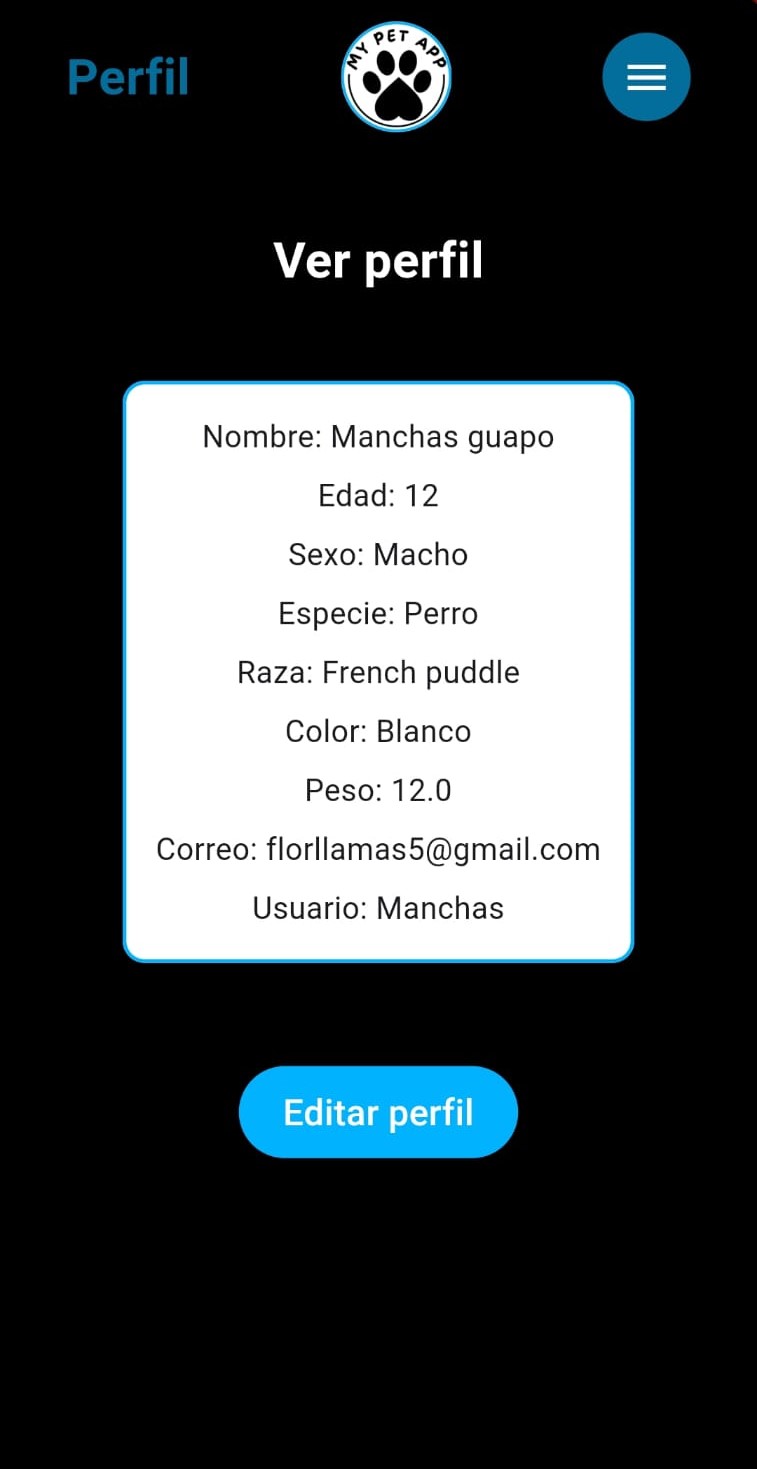 Perfil
MY PET APP
Ver perfil
Nombre: Manchas guapo
Edad: 12
Sexo: Macho
Especie: Perro
Raza: French puddle
Color: Blanco
Peso: 12.0
Correo: florllamas5@gmail.com
Usuario: Manchas
Editar perfil